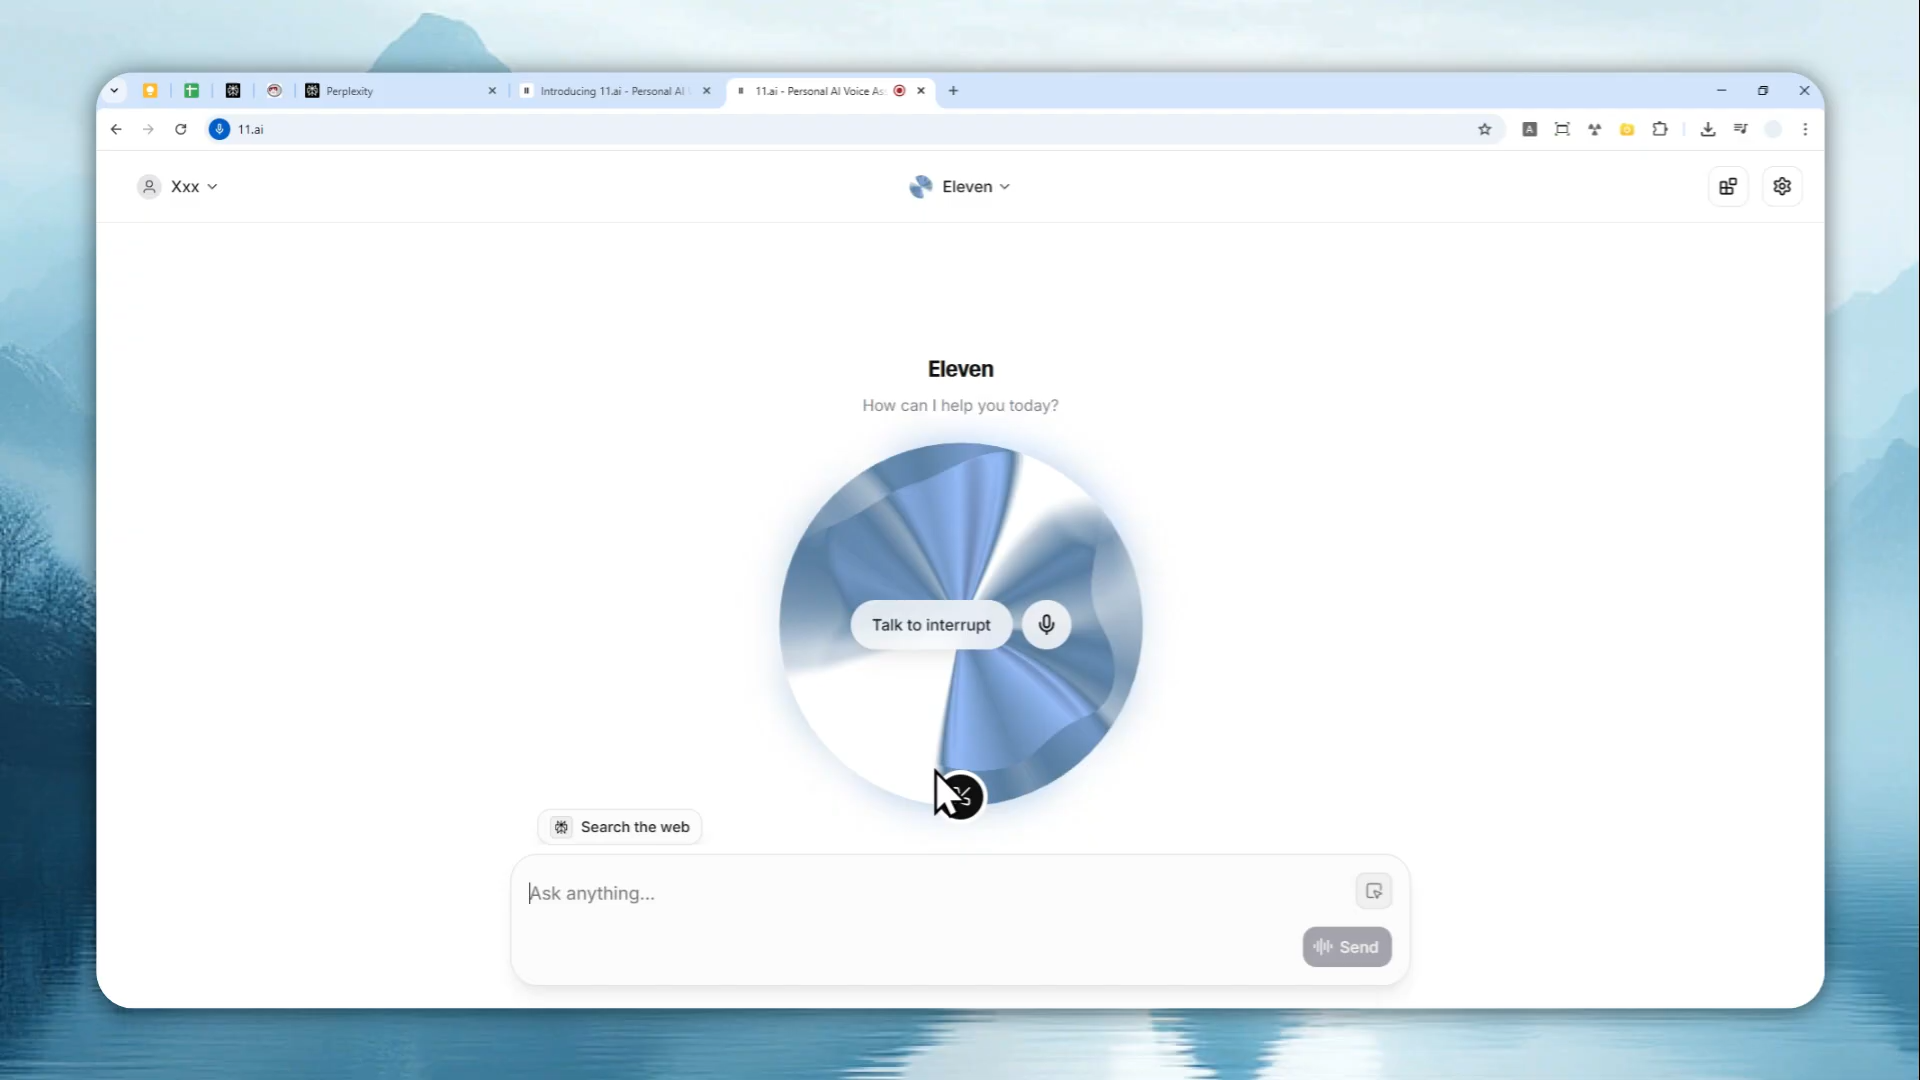 Perplexity
Introducing 11.ai - Personal AI
11.ai - Personal AI Voice As
11.ai
Xxx
Eleven
Eleven
How can I help you today?
Talk to interrupt
Search the web
Ask anything...
Send